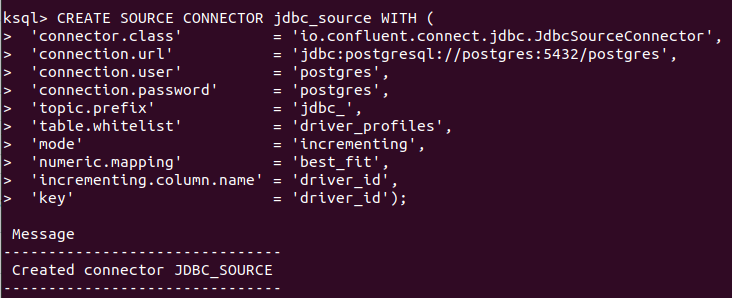 ksql> CREATE SOURCE CONNECTOR jdbc_source WITH (
>  'connector.class'          = 'io.confluent.connect.jdbc.JdbcSourceConnector',
>  'connection.url'           = 'jdbc:postgresql://postgres:5432/postgres',
>  'connection.user'          = 'postgres',
>  'connection.password'      = 'postgres',
>  'topic.prefix'             = 'jdbc_',
>  'table.whitelist'          = 'driver_profiles',
>  'mode'                     = 'incrementing',
>  'numeric.mapping'          = 'best_fit',
>  'incrementing.column.name' = 'driver_id',
>  'key'                      = 'driver_id');
 Message
-------------------------------
 Created connector JDBC_SOURCE
-------------------------------